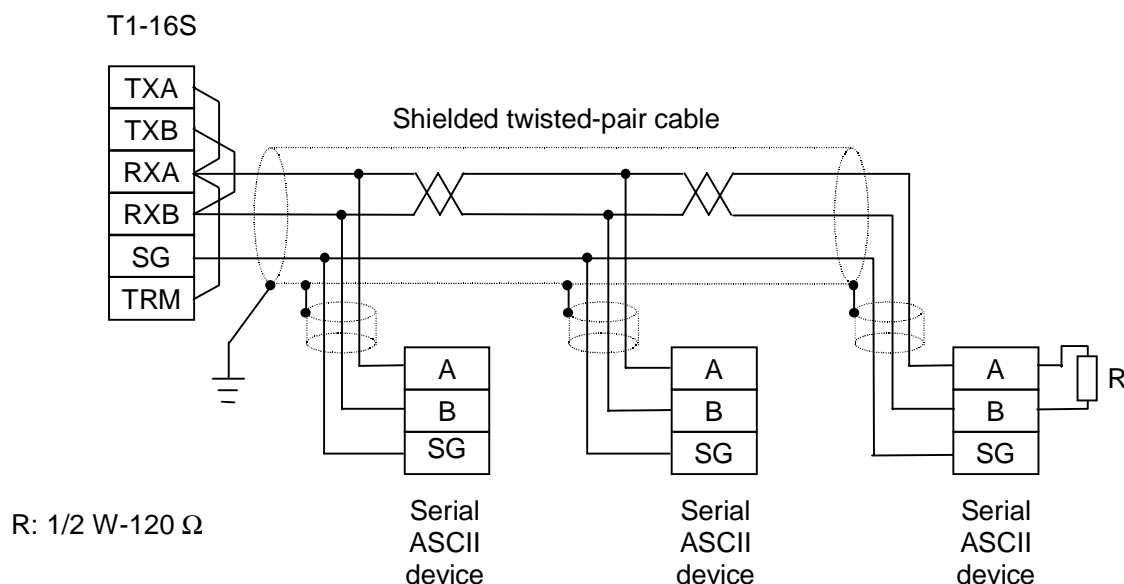 T1-16S
TXA
TXB
RXA
RXB
SG
TRM
Shielded twisted-pair cable
A
B
SG
A
B
SG
A
B
SG
R
R: 1/2 W-120 Ω
Serial
ASCII
device
Serial
ASCII
device
Serial
ASCII
device